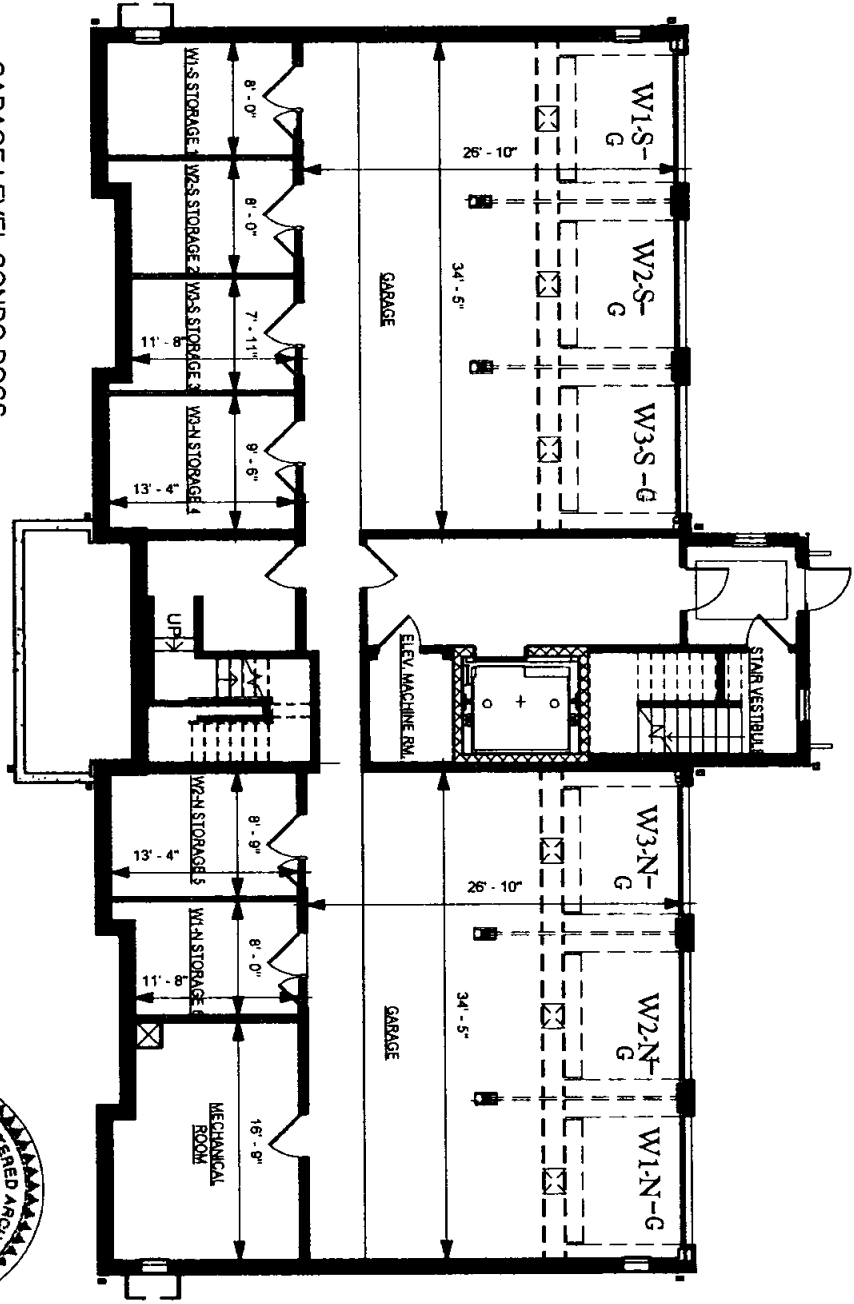 W1-S-
G
W2-S-
G
W3-S-G
W3-N-
G
W2-N-
G
W1-N-G
26' - 10"
34' - 5"
GARAGE
26' - 10"
34' - 5"
GARAGE
STAIR VESTIBULE
ELEV. MACHINE RM.
UP
8' - 0"
W1-S STORAGE 1
8' - 0"
W2-S STORAGE 2
7' - 11"
11' - 8"
W3-S STORAGE 3
9' - 6"
13' - 4"
W3-N STORAGE 4
8' - 9"
13' - 4"
W2-N STORAGE 5
8' - 0"
11' - 8"
W1-N STORAGE 6
16' - 9"
MECHANICAL
ROOM